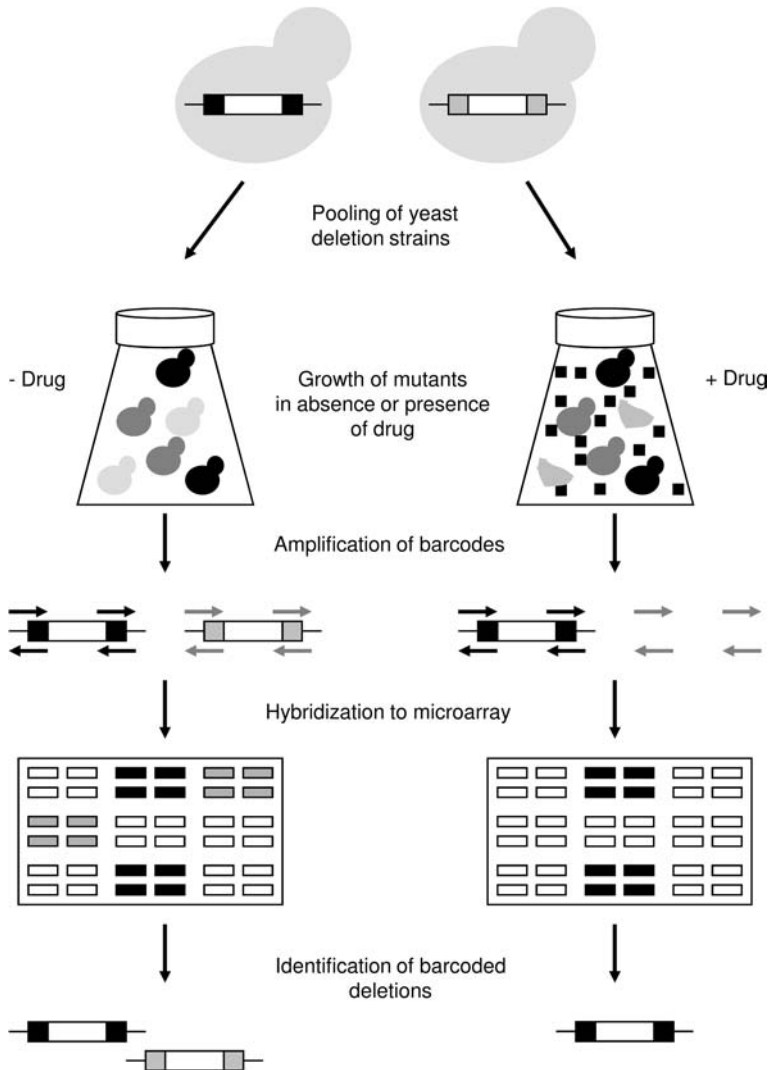 Pooling of yeast
deletion strains
- Drug
Growth of mutants
in absence or presence
of drug
+ Drug
Amplification of barcodes
Hybridization to microarray
Identification of barcoded
deletions